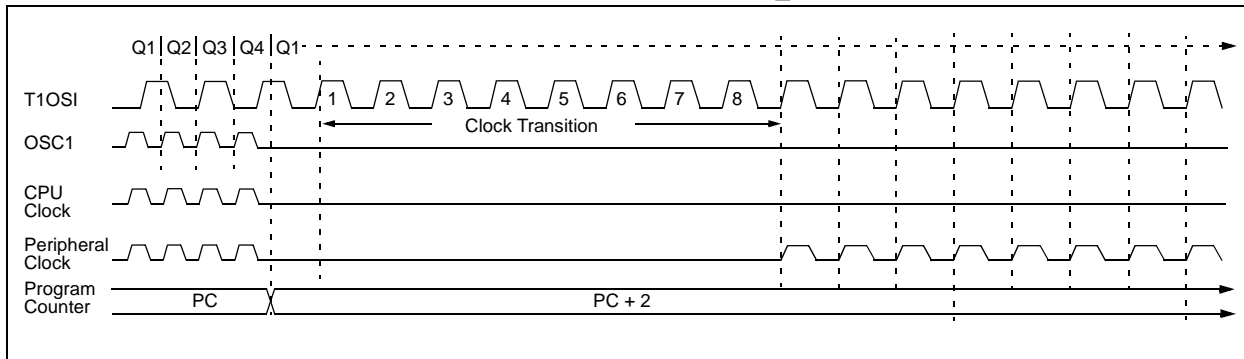 Q1 Q2 Q3 Q4 Q1
T1OSI
1 2 3 4 5 6 7 8
Clock Transition
OSC1
CPU
Clock
Peripheral
Clock
Program
Counter
PC
PC + 2